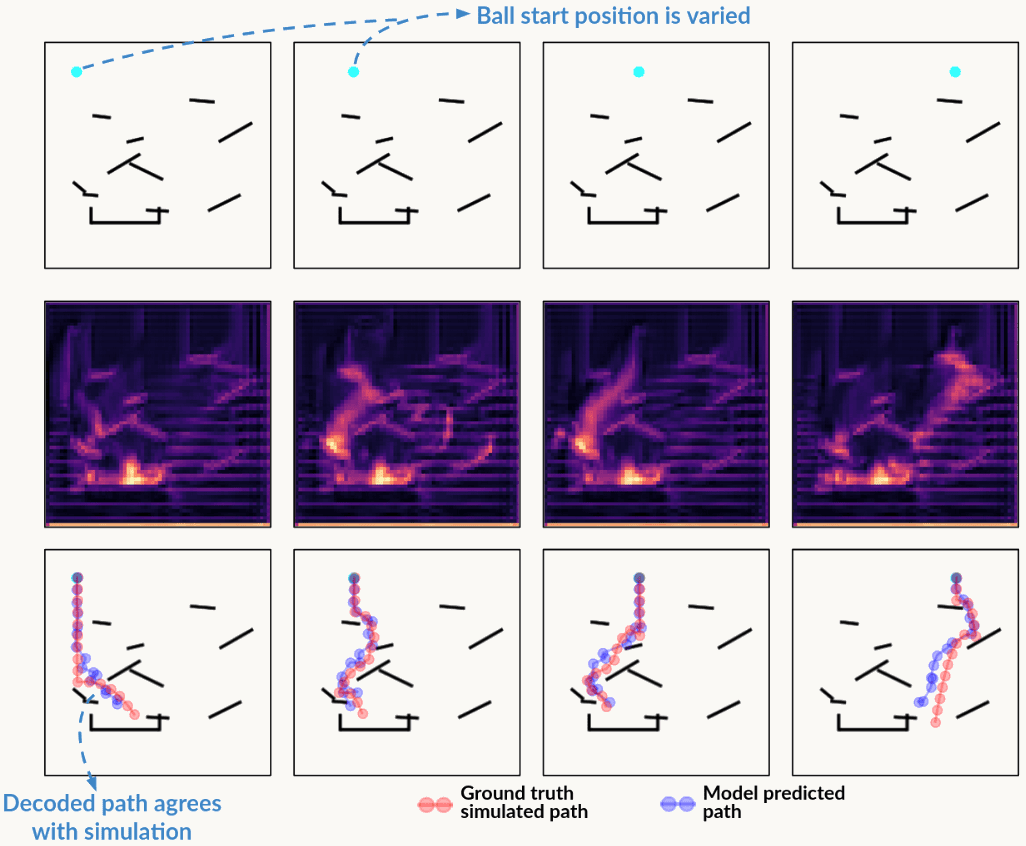 Ball start position is varied
Decoded path agrees
with simulation
Ground truth
simulated path
Model predicted
path